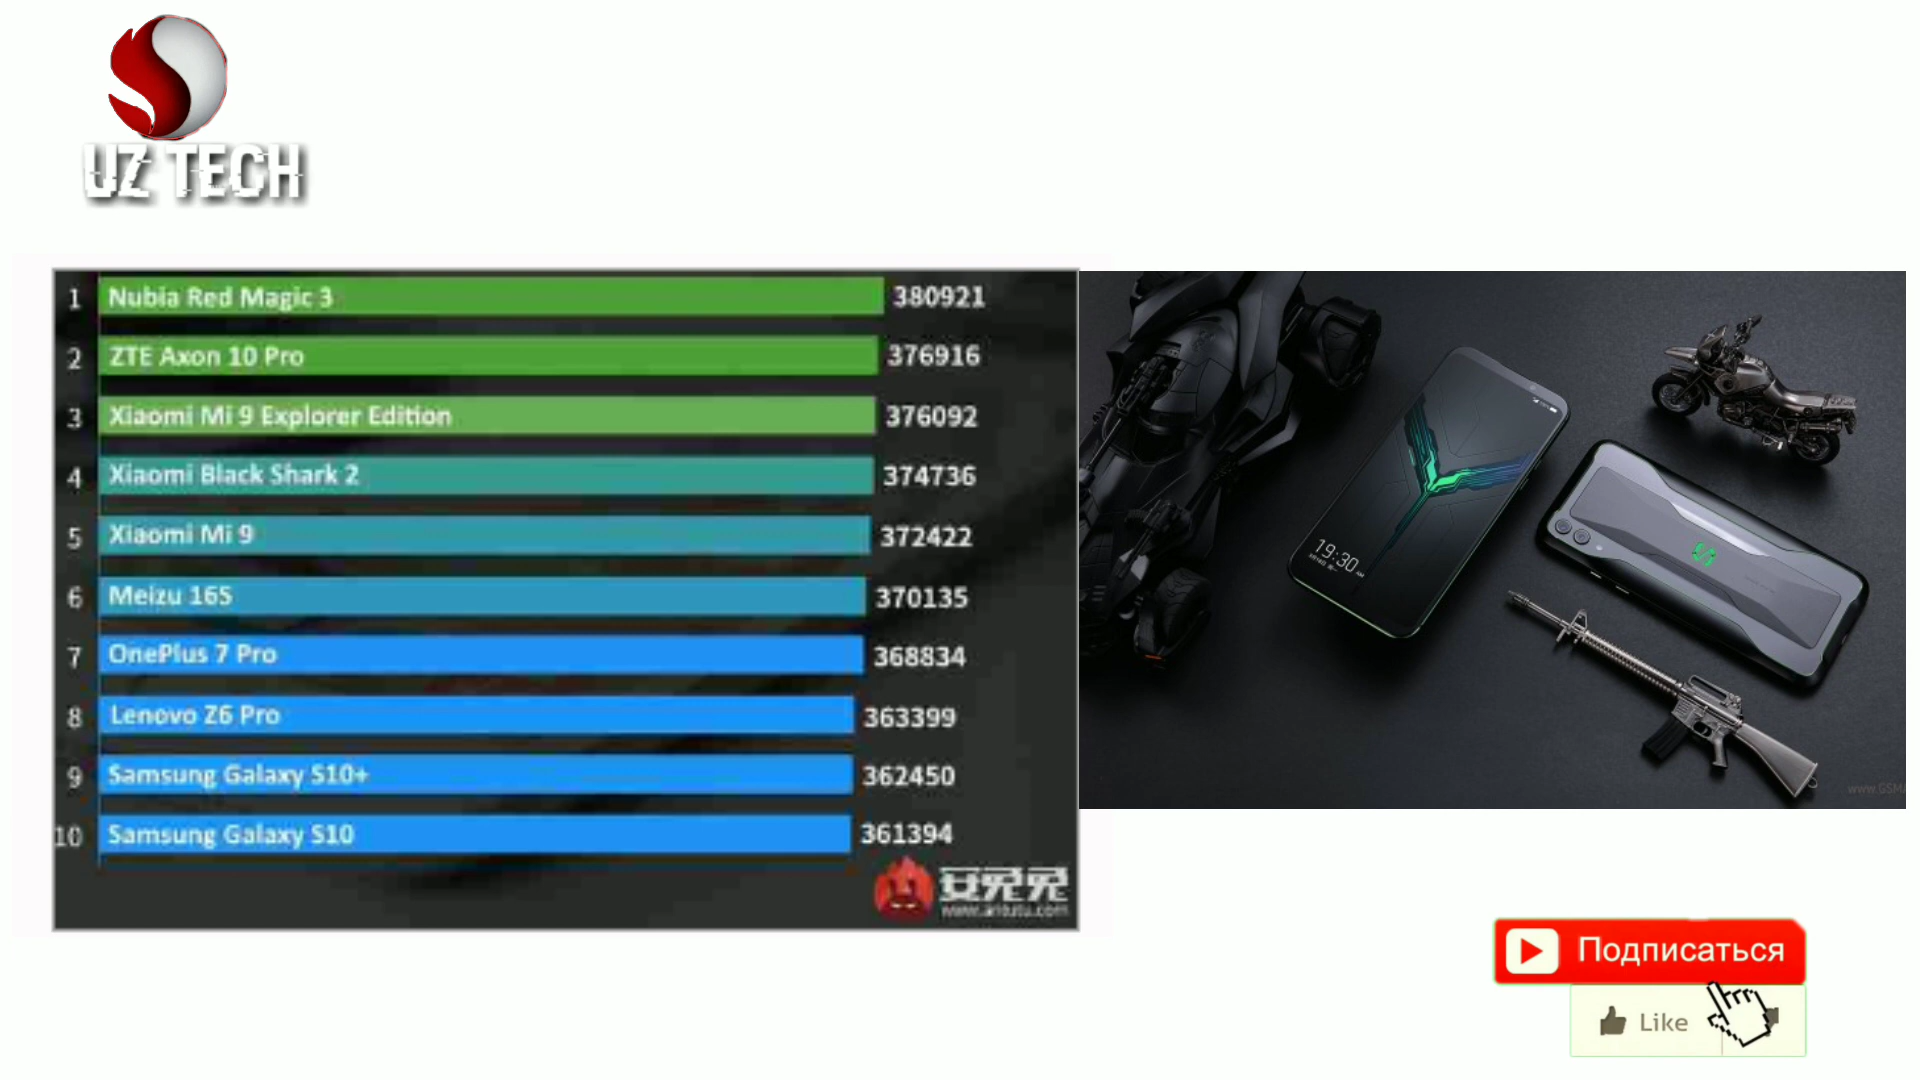 UZ TECH
1 Nubia Red Magic 3 380921
2 ZTE Axon 10 Pro 376916
3 Xiaomi Mi 9 Explorer Edition 376092
4 Xiaomi Black Shark 2 374736
5 Xiaomi Mi 9 372422
6 Meizu 16S 370135
7 OnePlus 7 Pro 368834
8 Lenovo Z6 Pro 363399
9 Samsung Galaxy S10+ 362450
10 Samsung Galaxy S10 361394
安兔兔
www.antutu.com
19:30
www.GSMA
Подписаться
Like